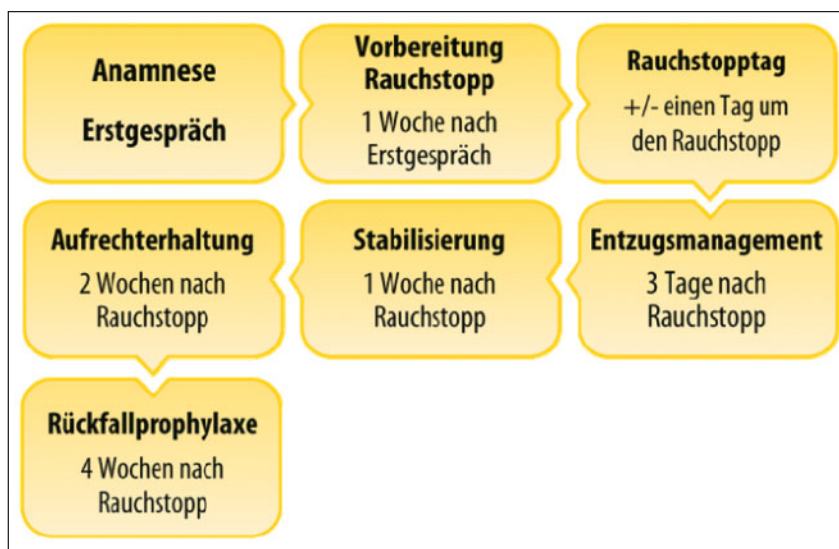 Anamnese
Erstgespräch
Vorbereitung
Rauchstopp
1 Woche nach
Erstgespräch
Rauchstopptag
+/- einen Tag um
den Rauchstopp
Entzugsmanagement
3 Tage nach
Rauchstopp
Stabilisierung
1 Woche nach
Rauchstopp
Aufrechterhaltung
2 Wochen nach
Rauchstopp
Rückfallprophylaxe
4 Wochen nach
Rauchstopp